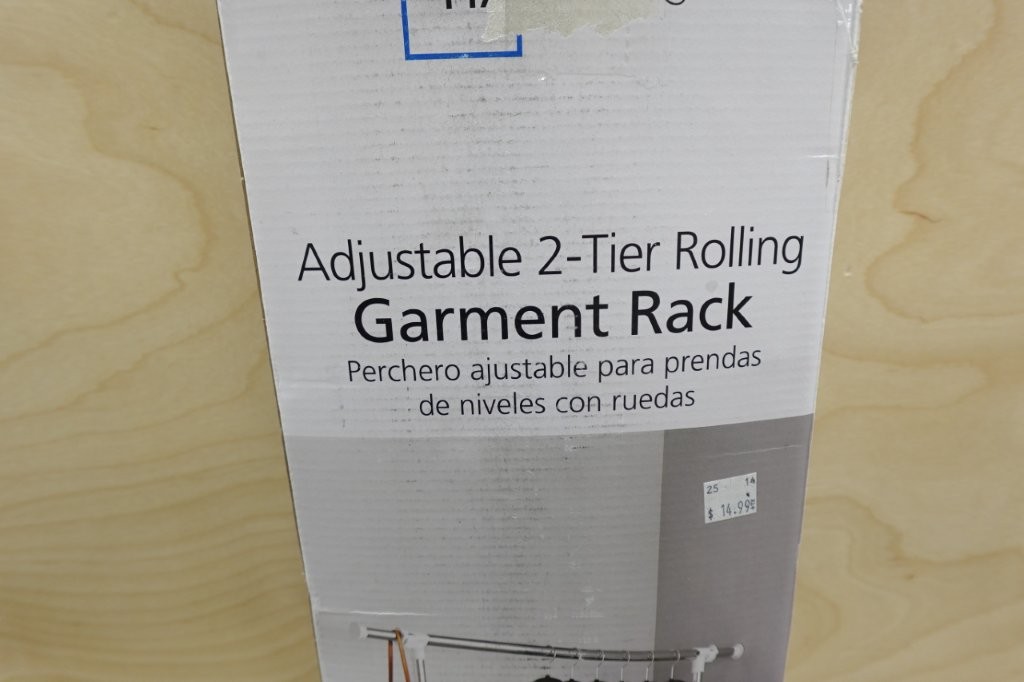 Adjustable 2-Tier Rolling
Garment Rack
Perchero ajustable para prendas
de niveles con ruedas
25 14
$ 14.99